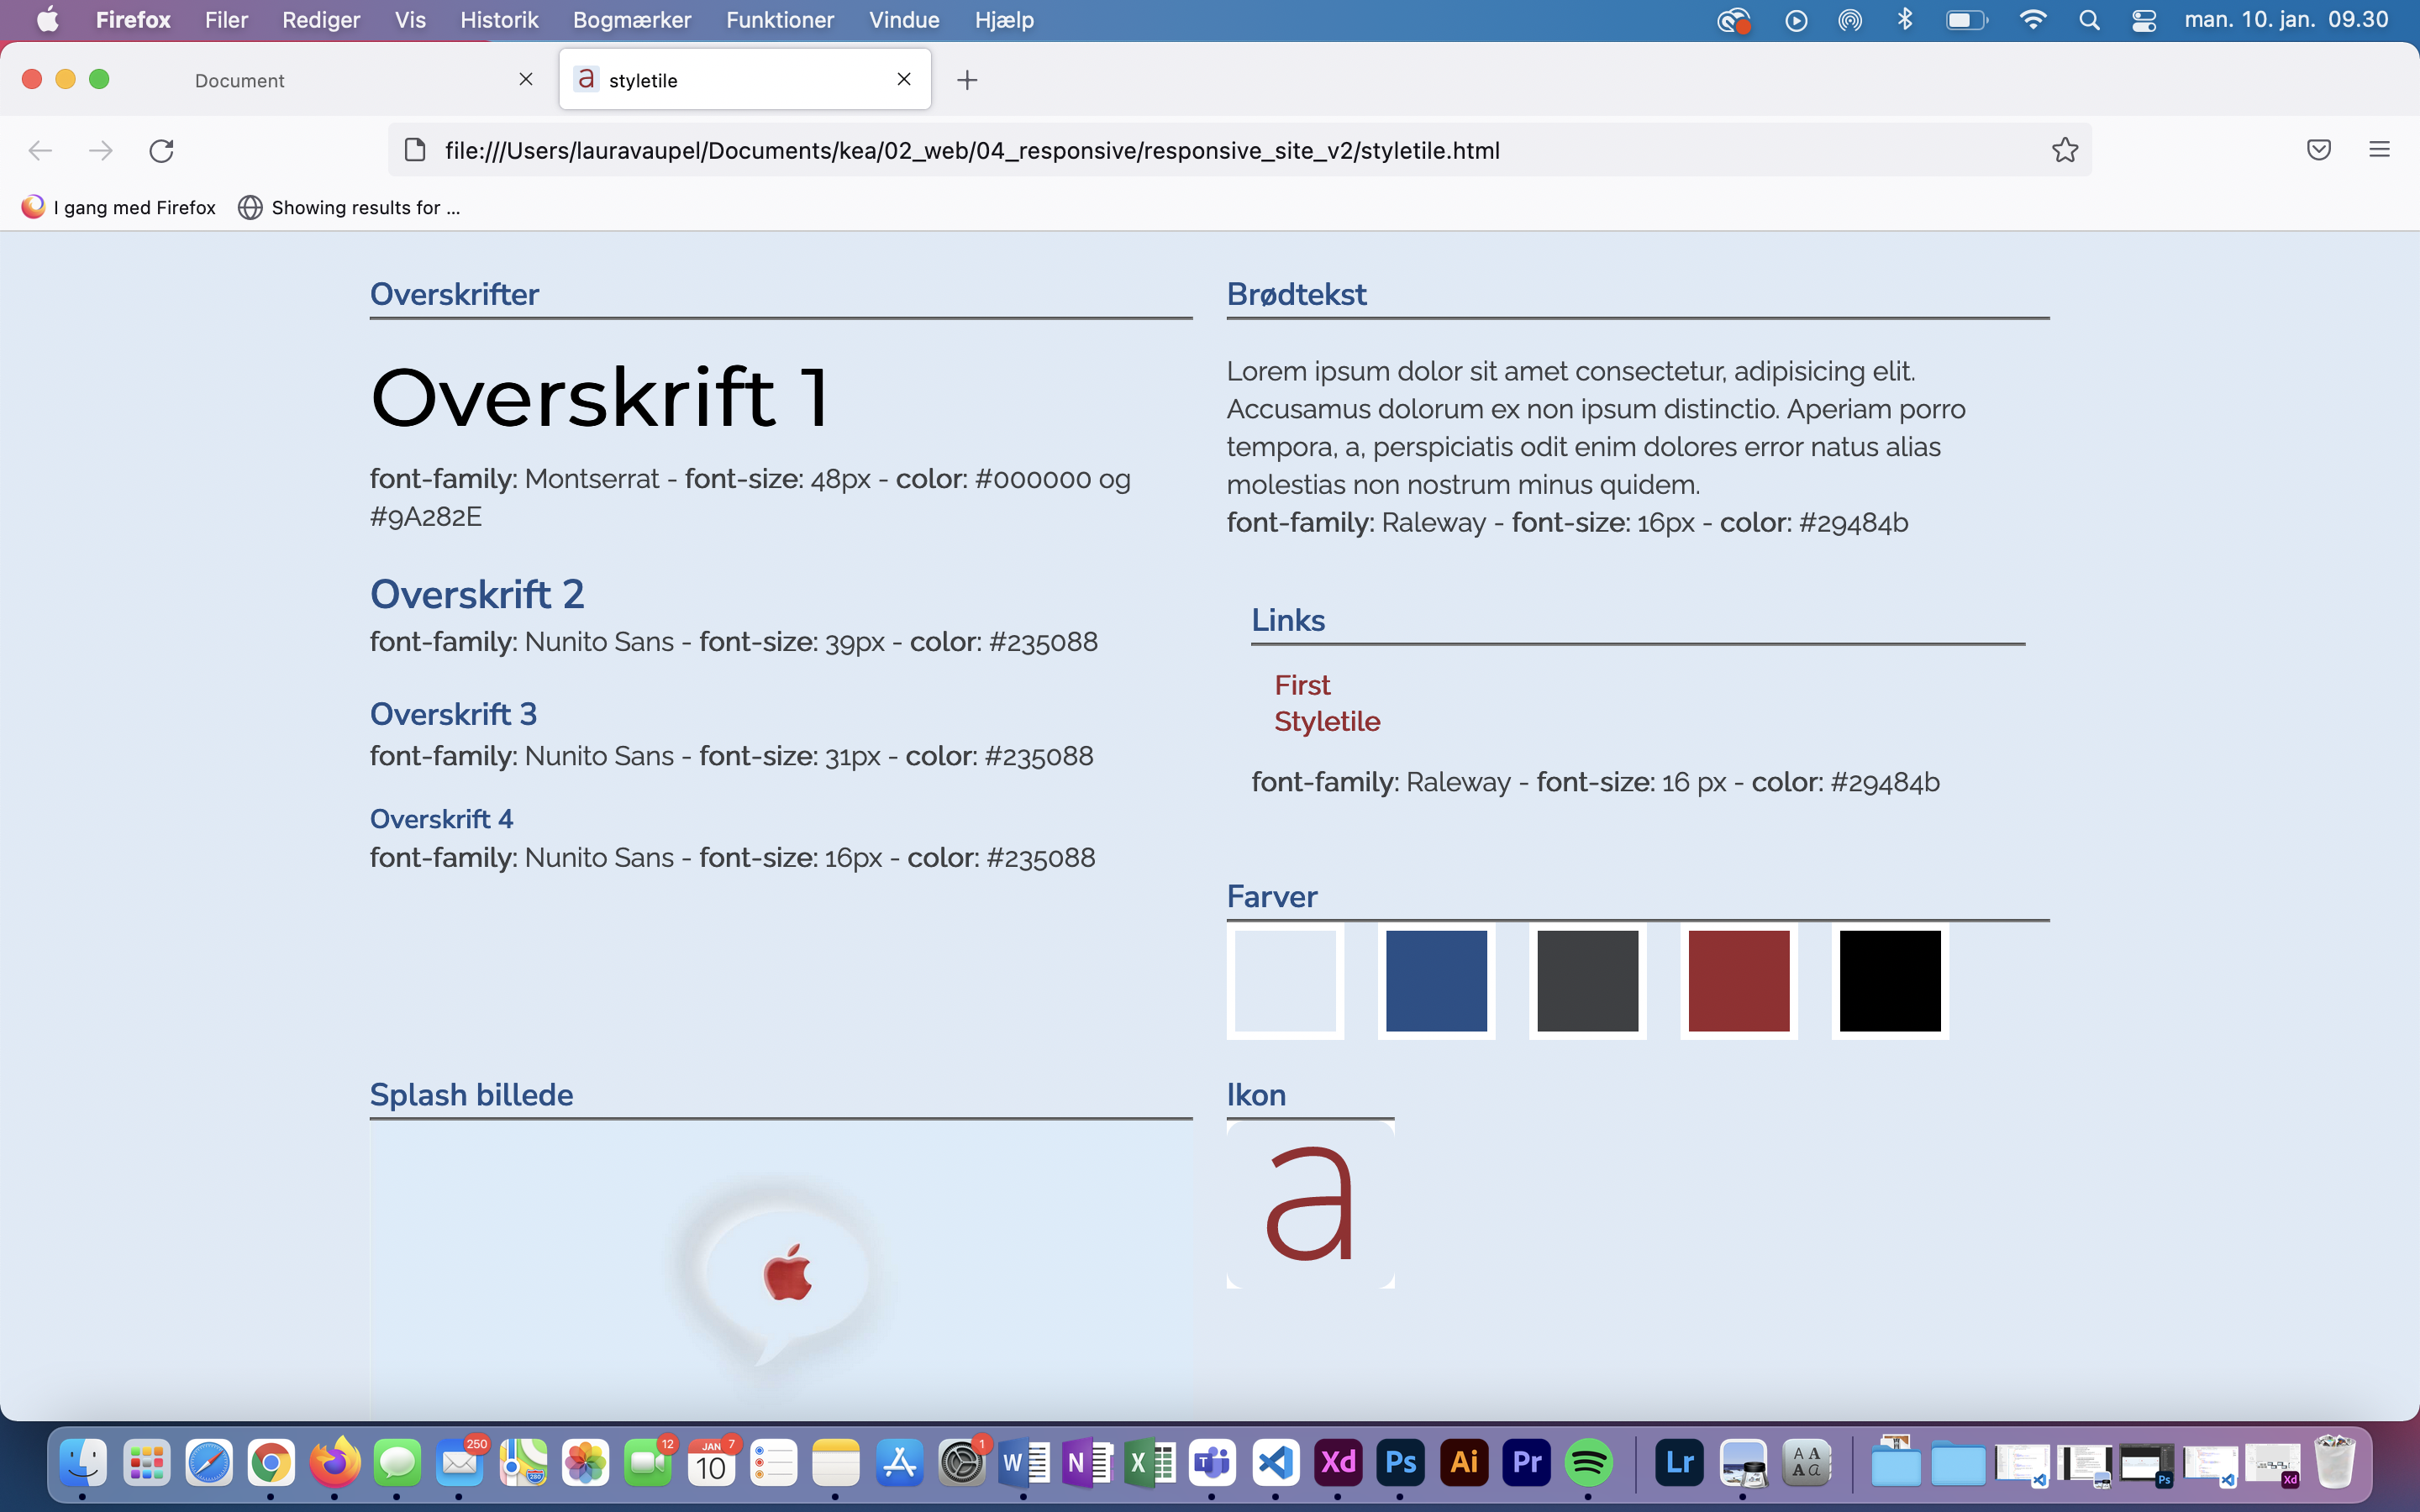 Firefox Filer Rediger Vis Historik Bogmærker Funktioner Vindue Hjælp man. 10. jan. 09.30
Document
a styletile
file:///Users/lauravaupel/Documents/kea/02_web/04_responsive/responsive_site_v2/styletile.html
I gang med Firefox Showing results for ...
Overskrifter
Overskrift 1
font-family: Montserrat - font-size: 48px - color: #000000 og
#9A282E
Overskrift 2
font-family: Nunito Sans - font-size: 39px - color: #235088
Overskrift 3
font-family: Nunito Sans - font-size: 31px - color: #235088
Overskrift 4
font-family: Nunito Sans - font-size: 16px - color: #235088
Brødtekst
Lorem ipsum dolor sit amet consectetur, adipisicing elit.
Accusamus dolorum ex non ipsum distinctio. Aperiam porro
tempora, a, perspiciatis odit enim dolores error natus alias
molestias non nostrum minus quidem.
font-family: Raleway - font-size: 16px - color: #29484b
Links
First
Styletile
font-family: Raleway - font-size: 16 px - color: #29484b
Farver
Splash billede
Ikon
a
250
12
JAN 7
10
1
W N X T Xd Ps Ai Pr Lr
A A
A a
Ps
Xd